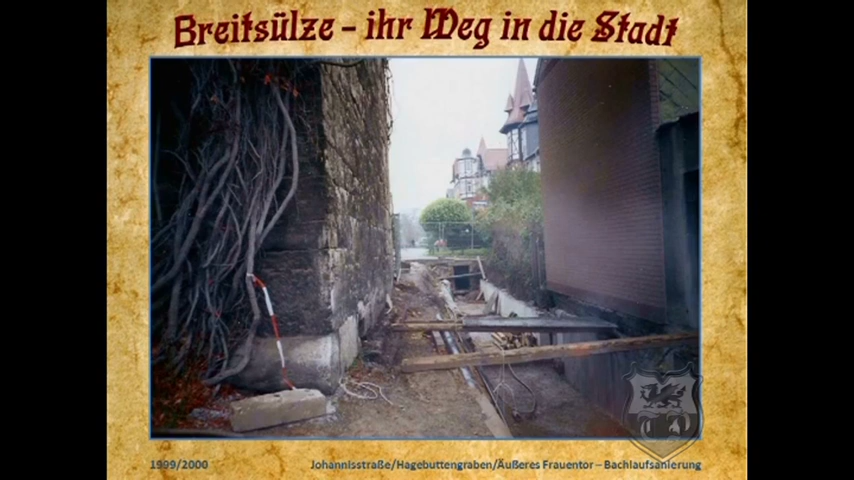 Breitsülze – ihr Weg in die Stadt
1999/2000
Johannisstraße/Hagebuttengraben/Äußeres Frauentor – Bachlaufsanierung